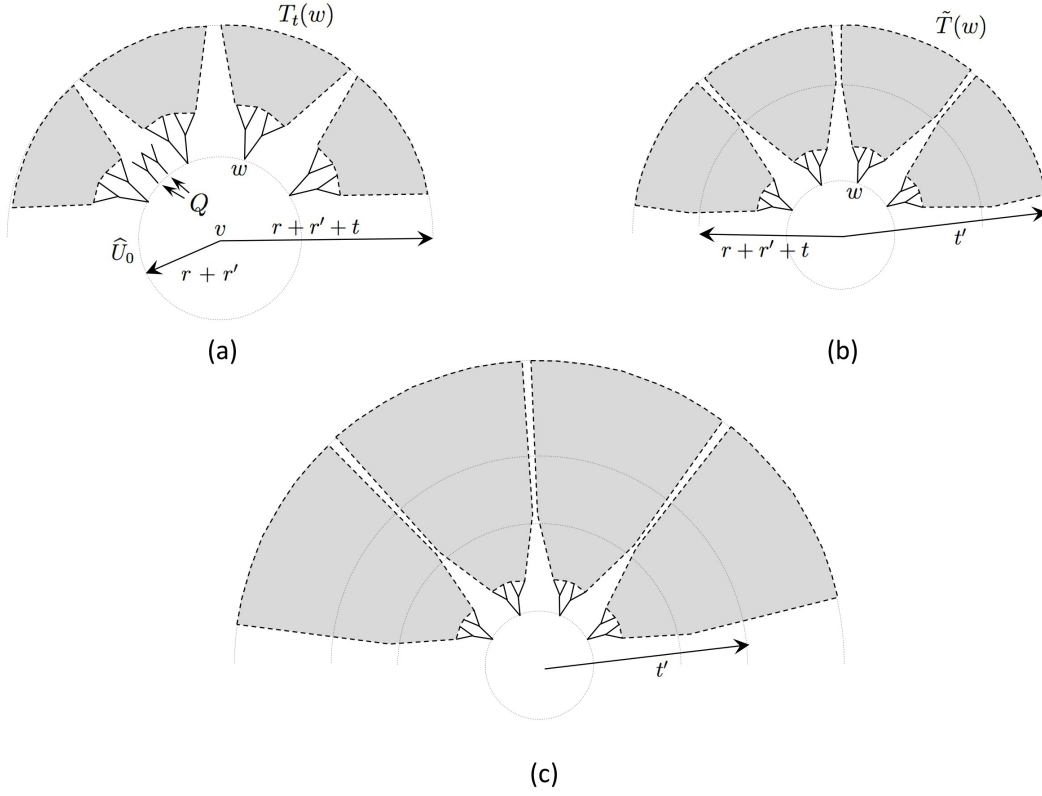 T_t(w)
w
Q
v
r + r' + t
Û_0
r + r'
(a)
T̃(w)
w
r + r' + t
t'
(b)
t'
(c)